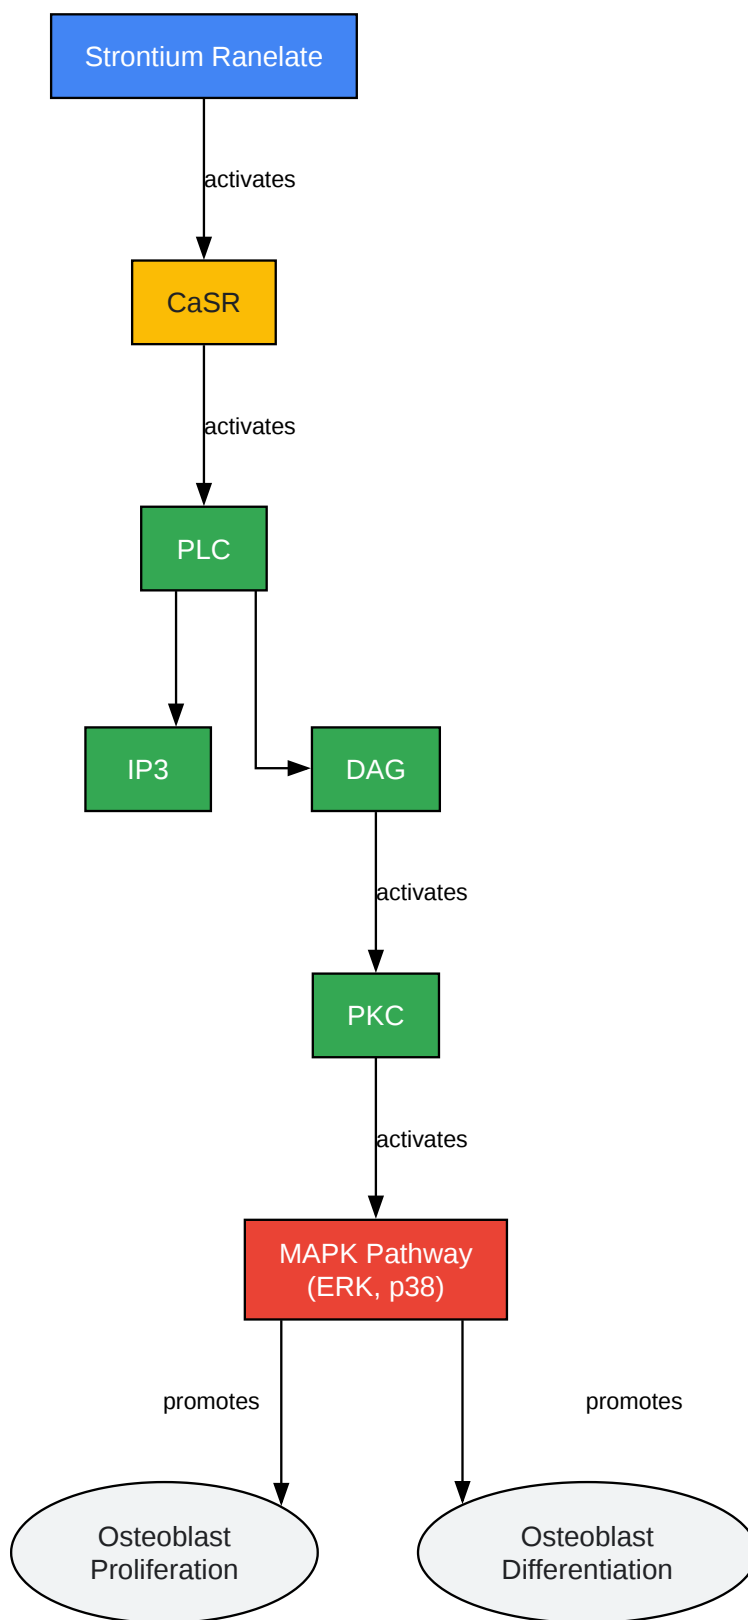 Strontium Ranelate
activates
CaSR
activates
PLC
IP3
DAG
activates
PKC
activates
MAPK Pathway
(ERK, p38)
promotes
promotes
Osteoblast
Proliferation
Osteoblast
Differentiation